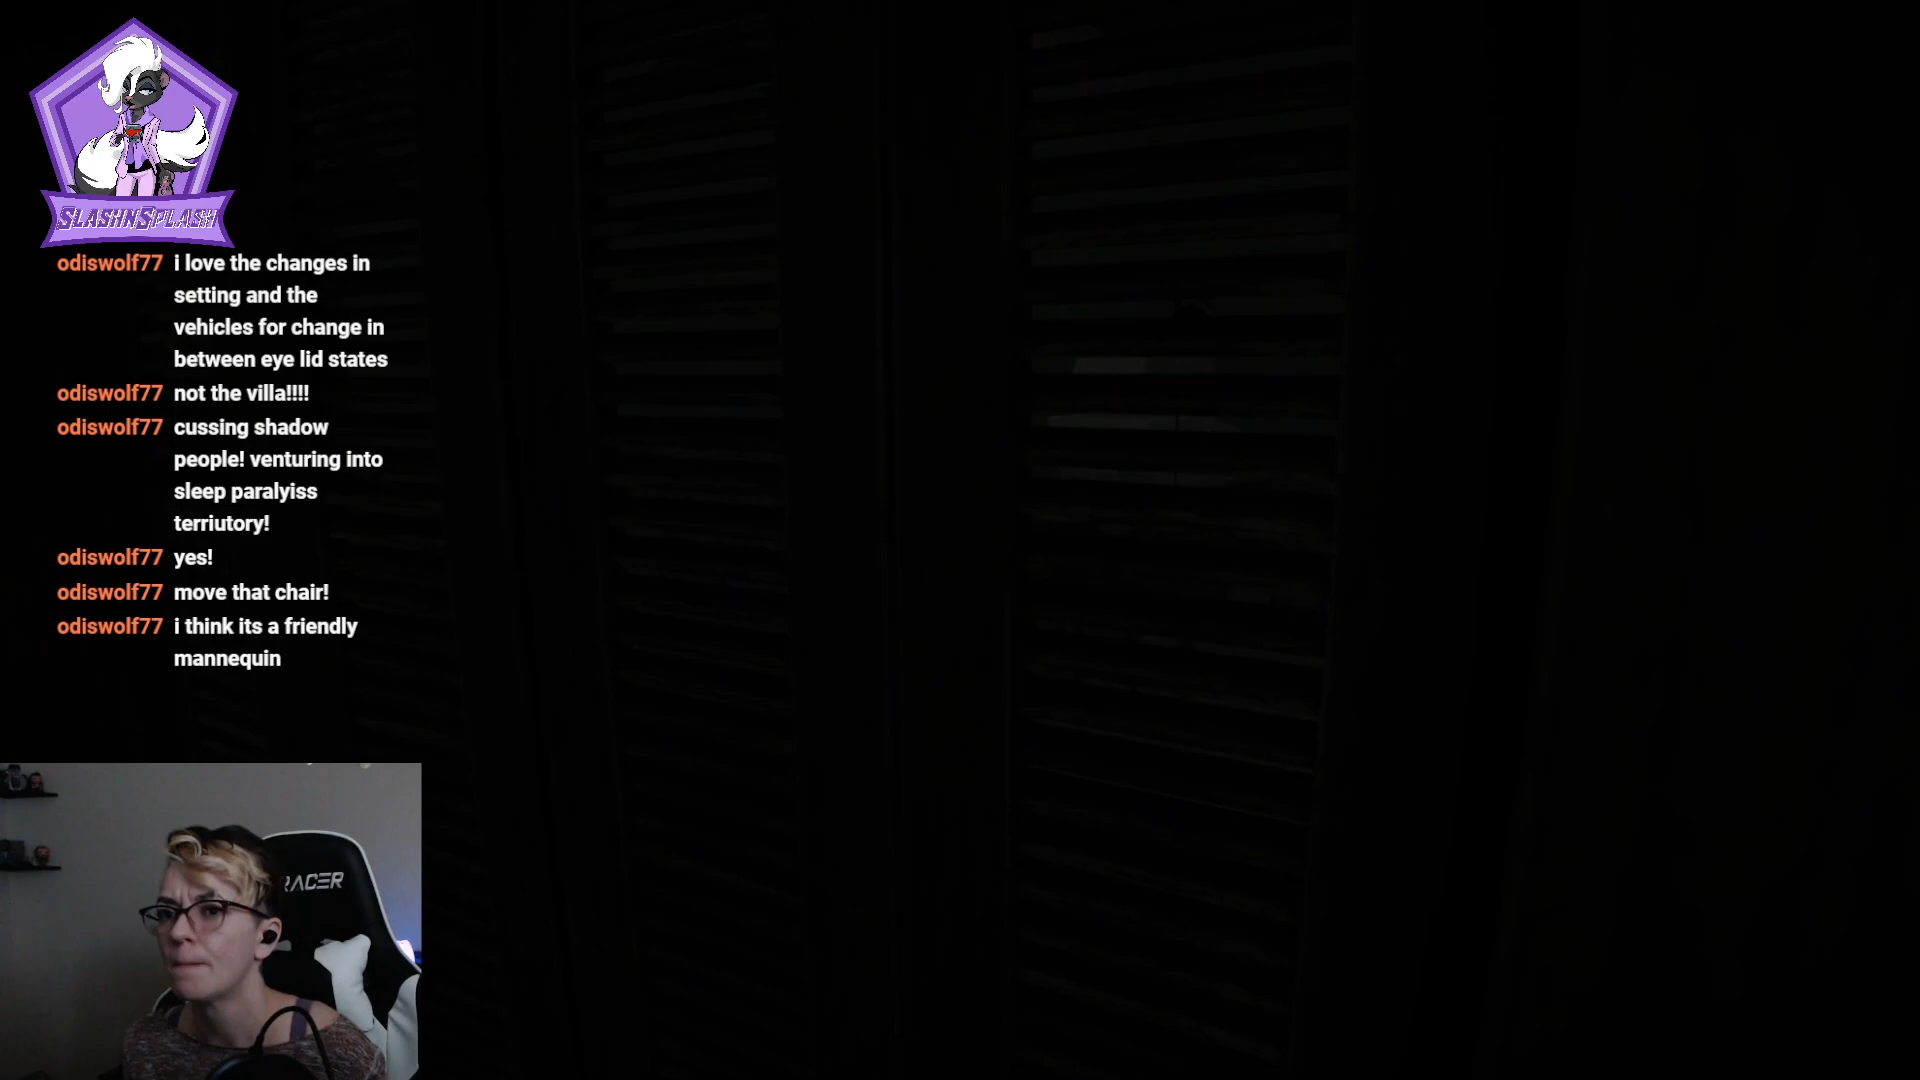 SLASHNSPLASH
odiswolf77 i love the changes in
setting and the
vehicles for change in
between eye lid states
odiswolf77 not the villa!!!!
odiswolf77 cussing shadow
people! venturing into
sleep paralyiss
terriutory!
odiswolf77 yes!
odiswolf77 move that chair!
odiswolf77 i think its a friendly
mannequin
RACER